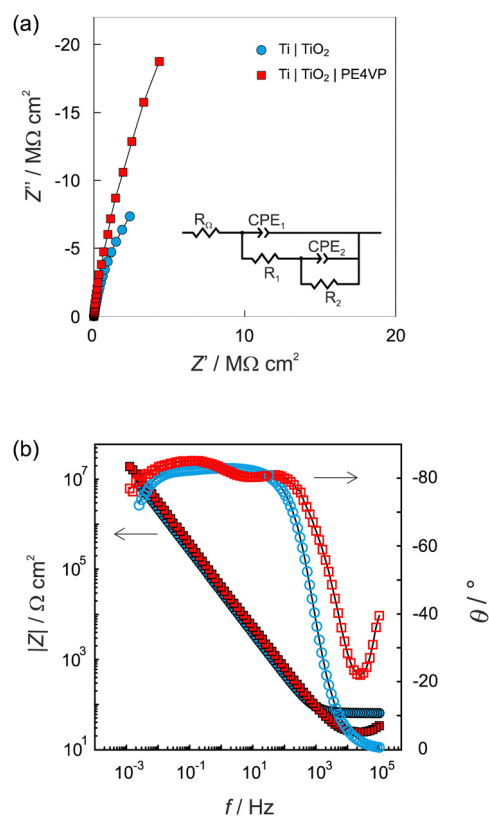 (a)
-20
-15
-10
-5
0
Z'' / MΩ cm²
Ti | TiO₂
Ti | TiO₂ | PE4VP
R_Ω
CPE₁
R₁
CPE₂
R₂
0
10
20
Z' / MΩ cm²
(b)
10⁷
10⁵
10³
10¹
|Z| / Ω cm²
-80
-60
-40
-20
0
θ / °
10⁻³
10⁻¹
10¹
10³
10⁵
f / Hz